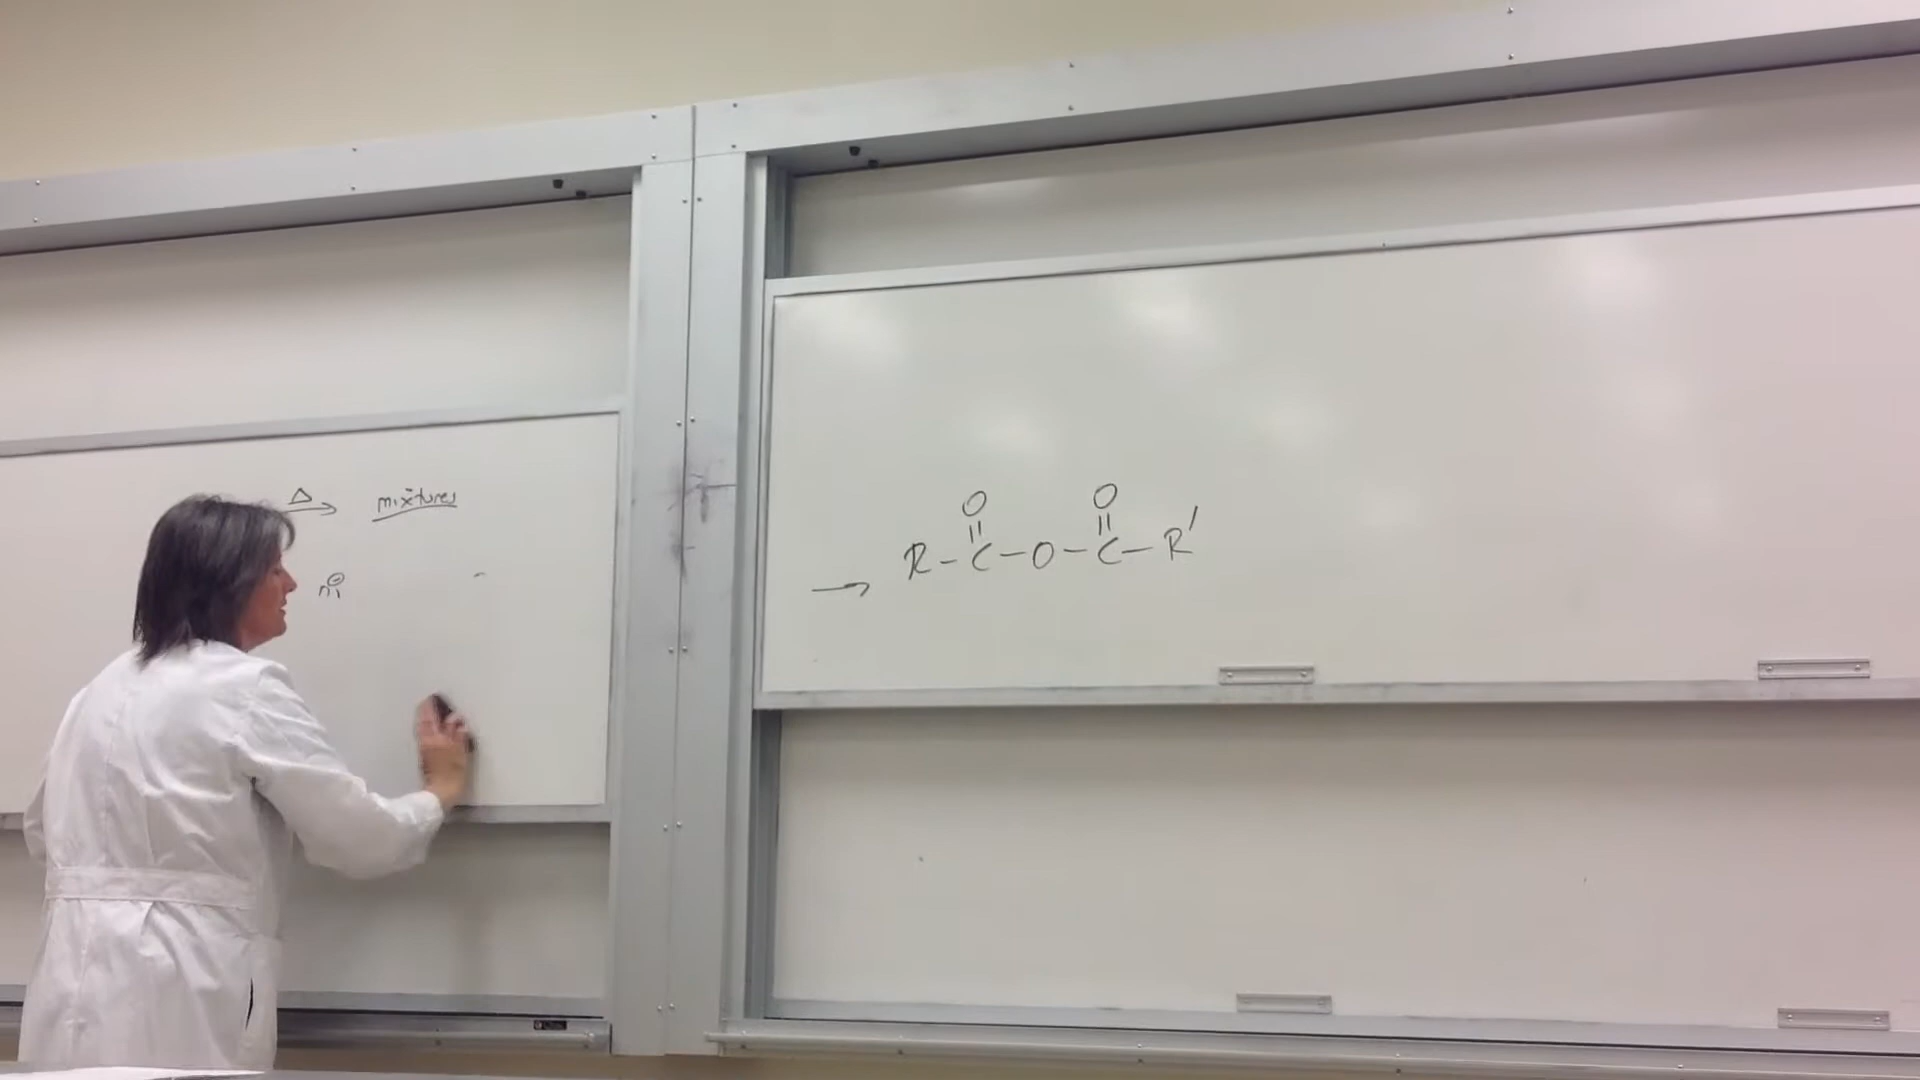 Δ → mixtures
O O
|| ||
→ R-C-O-C-R'